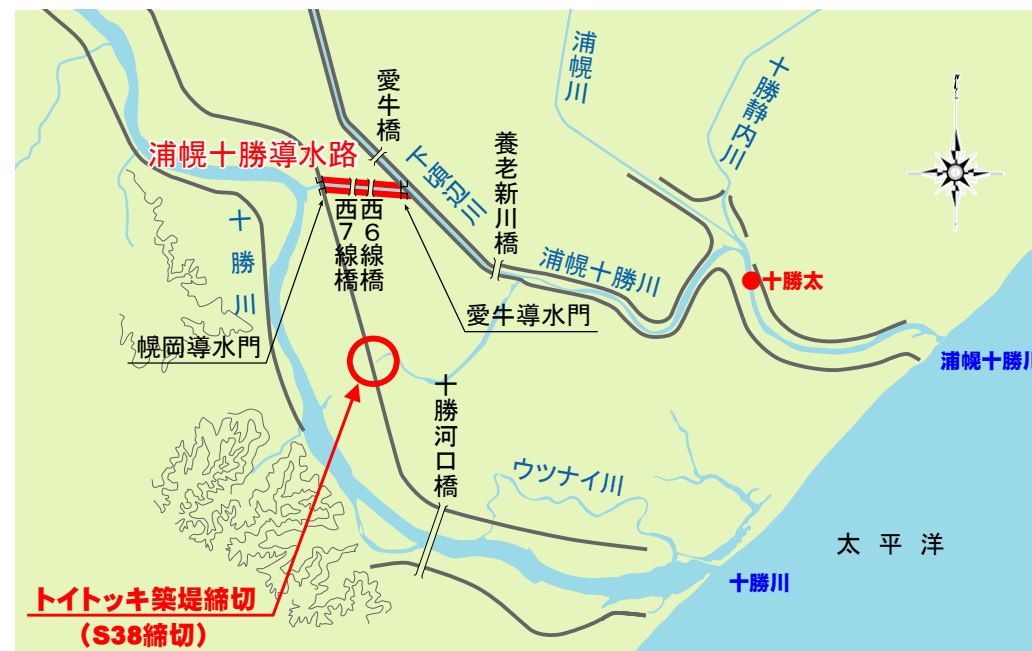 浦幌川
十勝静内川
愛牛橋
養老新川橋
浦幌十勝導水路
下頃辺川
西7線橋
西6線橋
十勝川
浦幌十勝川
十勝太
愛牛導水門
幌岡導水門
浦幌十勝川
十勝河口橋
ウツナイ川
太平洋
十勝川
トイトッキ築堤締切
（S38締切）